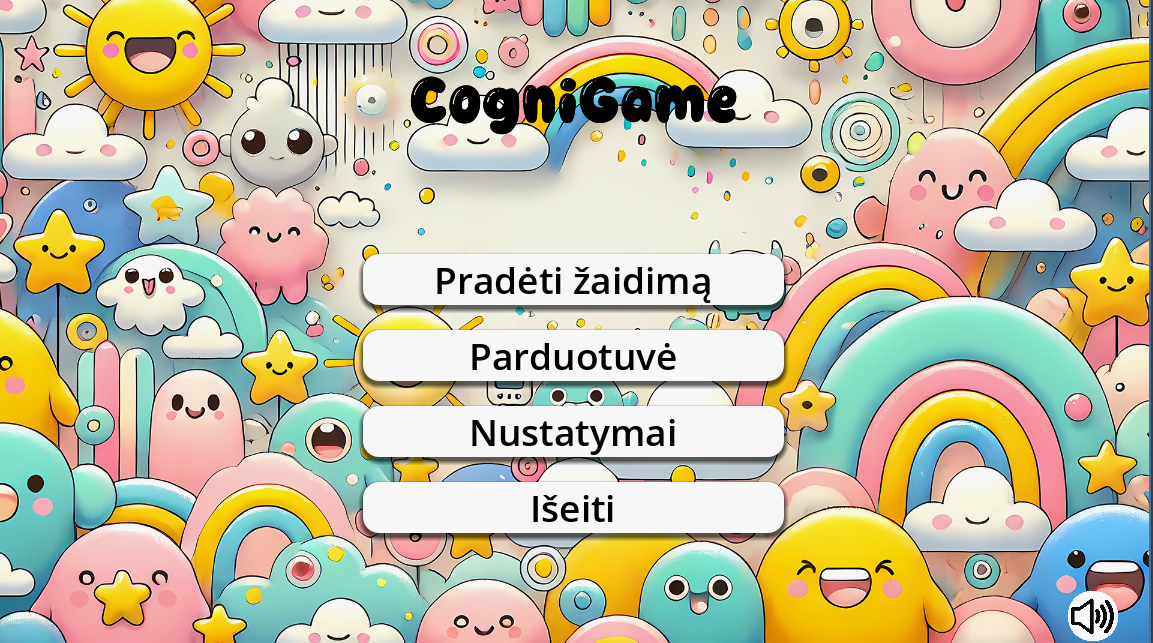 CogniGame
Pradėti žaidimą
Parduotuvė
Nustatymai
Išeiti